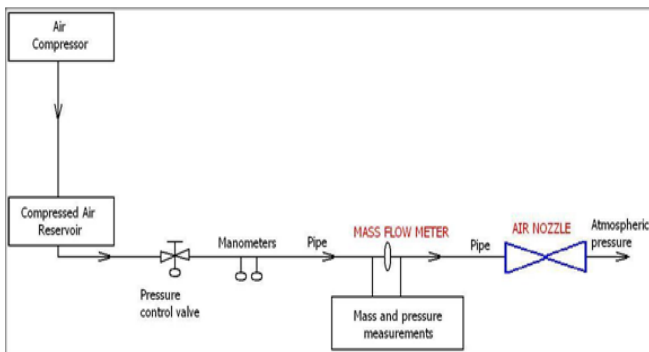 Air
Compressor
Compressed Air
Reservoir
Pressure
control valve
Manometers
Pipe
MASS FLOW METER
Mass and pressure
measurements
Pipe
AIR NOZZLE
Atmospheric
pressure